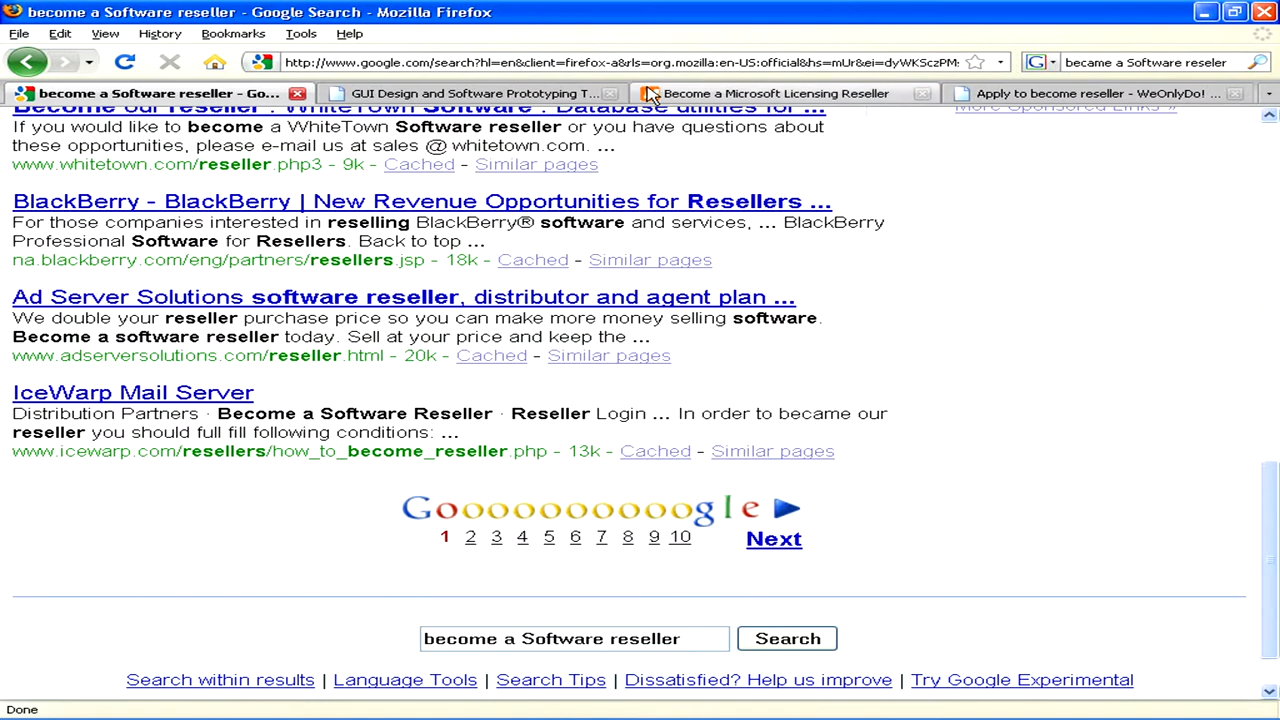 become a Software reseller - Google Search - Mozilla Firefox
File Edit View History Bookmarks Tools Help
http://www.google.com/search?hl=en&client=firefox-a&rls=org.mozilla:en-US:official&hs=mUr&ei=dyWkSczPM: become a Software reseller
become a Software reseller - Go... GUI Design and Software Prototyping T... Become a Microsoft Licensing Reseller Apply to become reseller - WeOnlyDo! ...
Become our reseller : WhiteTown Software : Database utilities for ... More Sponsored Links »
If you would like to become a WhiteTown Software reseller or you have questions about
these opportunities, please e-mail us at sales @ whitetown.com. ...
www.whitetown.com/reseller.php3 - 9k - Cached - Similar pages
BlackBerry - BlackBerry | New Revenue Opportunities for Resellers ...
For those companies interested in reselling BlackBerry® software and services, ... BlackBerry
Professional Software for Resellers. Back to top ...
na.blackberry.com/eng/partners/resellers.jsp - 18k - Cached - Similar pages
Ad Server Solutions software reseller, distributor and agent plan ...
We double your reseller purchase price so you can make more money selling software.
Become a software reseller today. Sell at your price and keep the ...
www.adserversolutions.com/reseller.html - 20k - Cached - Similar pages
IceWarp Mail Server
Distribution Partners · Become a Software Reseller · Reseller Login ... In order to became our
reseller you should full fill following conditions: ...
www.icewarp.com/resellers/how_to_become_reseller.php - 13k - Cached - Similar pages
Goooooooooogle
1 2 3 4 5 6 7 8 9 10 Next
become a Software reseller Search
Search within results | Language Tools | Search Tips | Dissatisfied? Help us improve | Try Google Experimental
Done